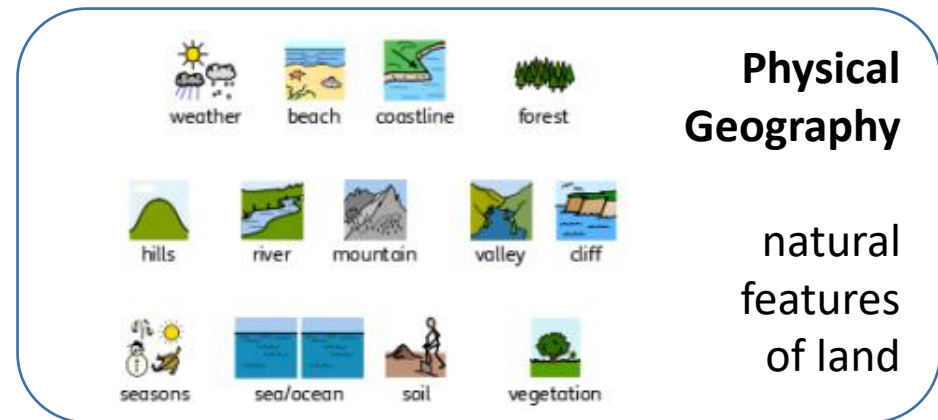 Physical
Geography
weather beach coastline forest
hills river mountain valley cliff
natural
features
of land
seasons sea/ocean soil vegetation